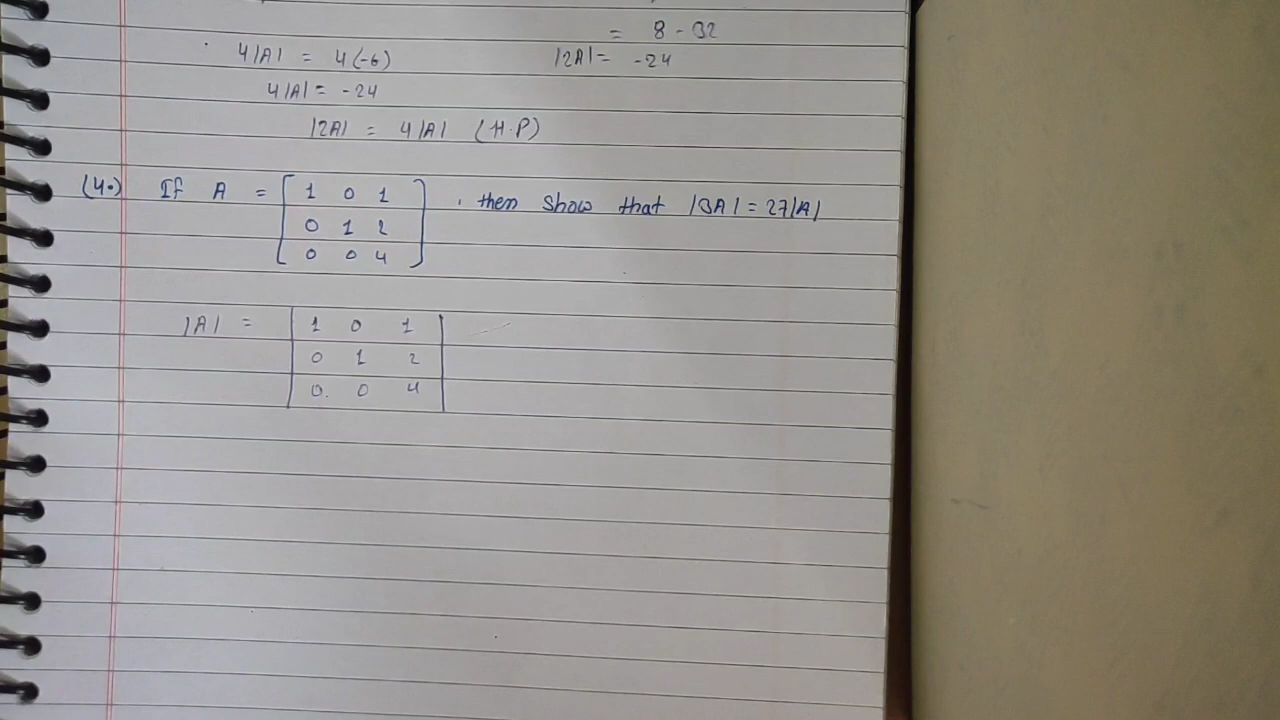 = 8 - 32
4|A| = 4(-6) |2A| = -24
4|A| = -24
|2A| = 4|A| (H.P)
(4.) If A = [ 1 0 1 ] , then show that |3A| = 27|A|
0 1 2
0 0 4
|A| = | 1 0 1 |
0 1 2
0. 0 4